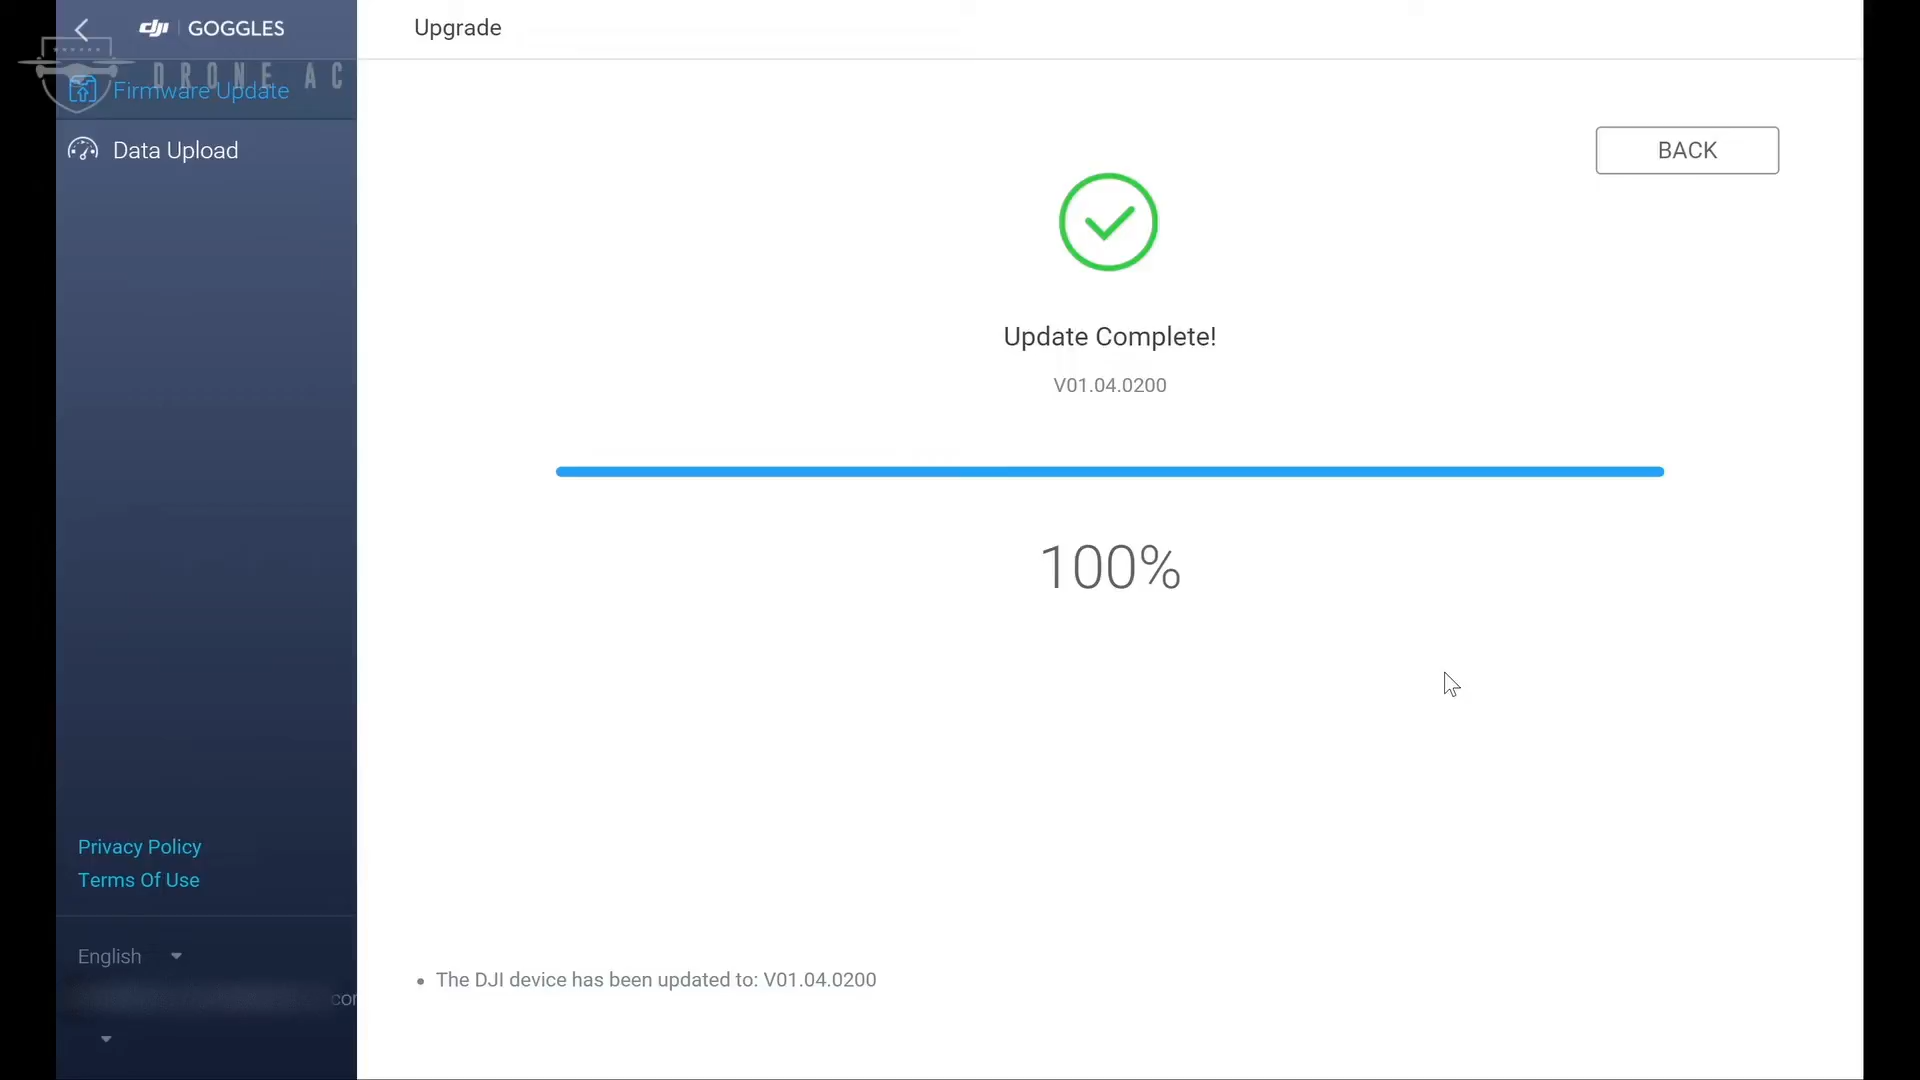 dji GOGGLES
DRONE AC
Firmware Update
Data Upload
Privacy Policy
Terms Of Use
English
Upgrade
BACK
Update Complete!
V01.04.0200
100%
• The DJI device has been updated to: V01.04.0200